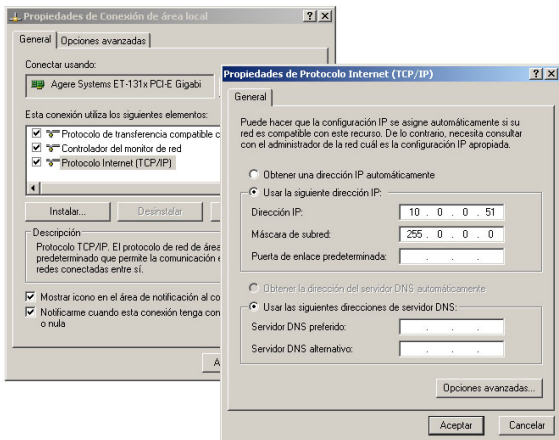 Propiedades de Conexión de área local
General
Opciones avanzadas
Conectar usando:
Agere Systems ET-131x PCI-E Gigabi
Esta conexión utiliza los siguientes elementos:
Protocolo de transferencia compatible c
Controlador del monitor de red
Protocolo Internet (TCP/IP)
Instalar...
Desinstalar
Descripción
Protocolo TCP/IP. El protocolo de red de área
predeterminado que permite la comunicación e
redes conectadas entre sí.
Mostrar icono en el área de notificación al co
Notificarme cuando esta conexión tenga con
o nula
A
Propiedades de Protocolo Internet (TCP/IP)
General
Puede hacer que la configuración IP se asigne automáticamente si su
red es compatible con este recurso. De lo contrario, necesita consultar
con el administrador de la red cuál es la configuración IP apropiada.
Obtener una dirección IP automáticamente
Usar la siguiente dirección IP:
Dirección IP: 10 . 0 . 0 . 51
Máscara de subred: 255 . 0 . 0 . 0
Puerta de enlace predeterminada: . . .
Obtener la dirección del servidor DNS automáticamente
Usar las siguientes direcciones de servidor DNS:
Servidor DNS preferido: . . .
Servidor DNS alternativo: . . .
Opciones avanzadas...
Aceptar
Cancelar